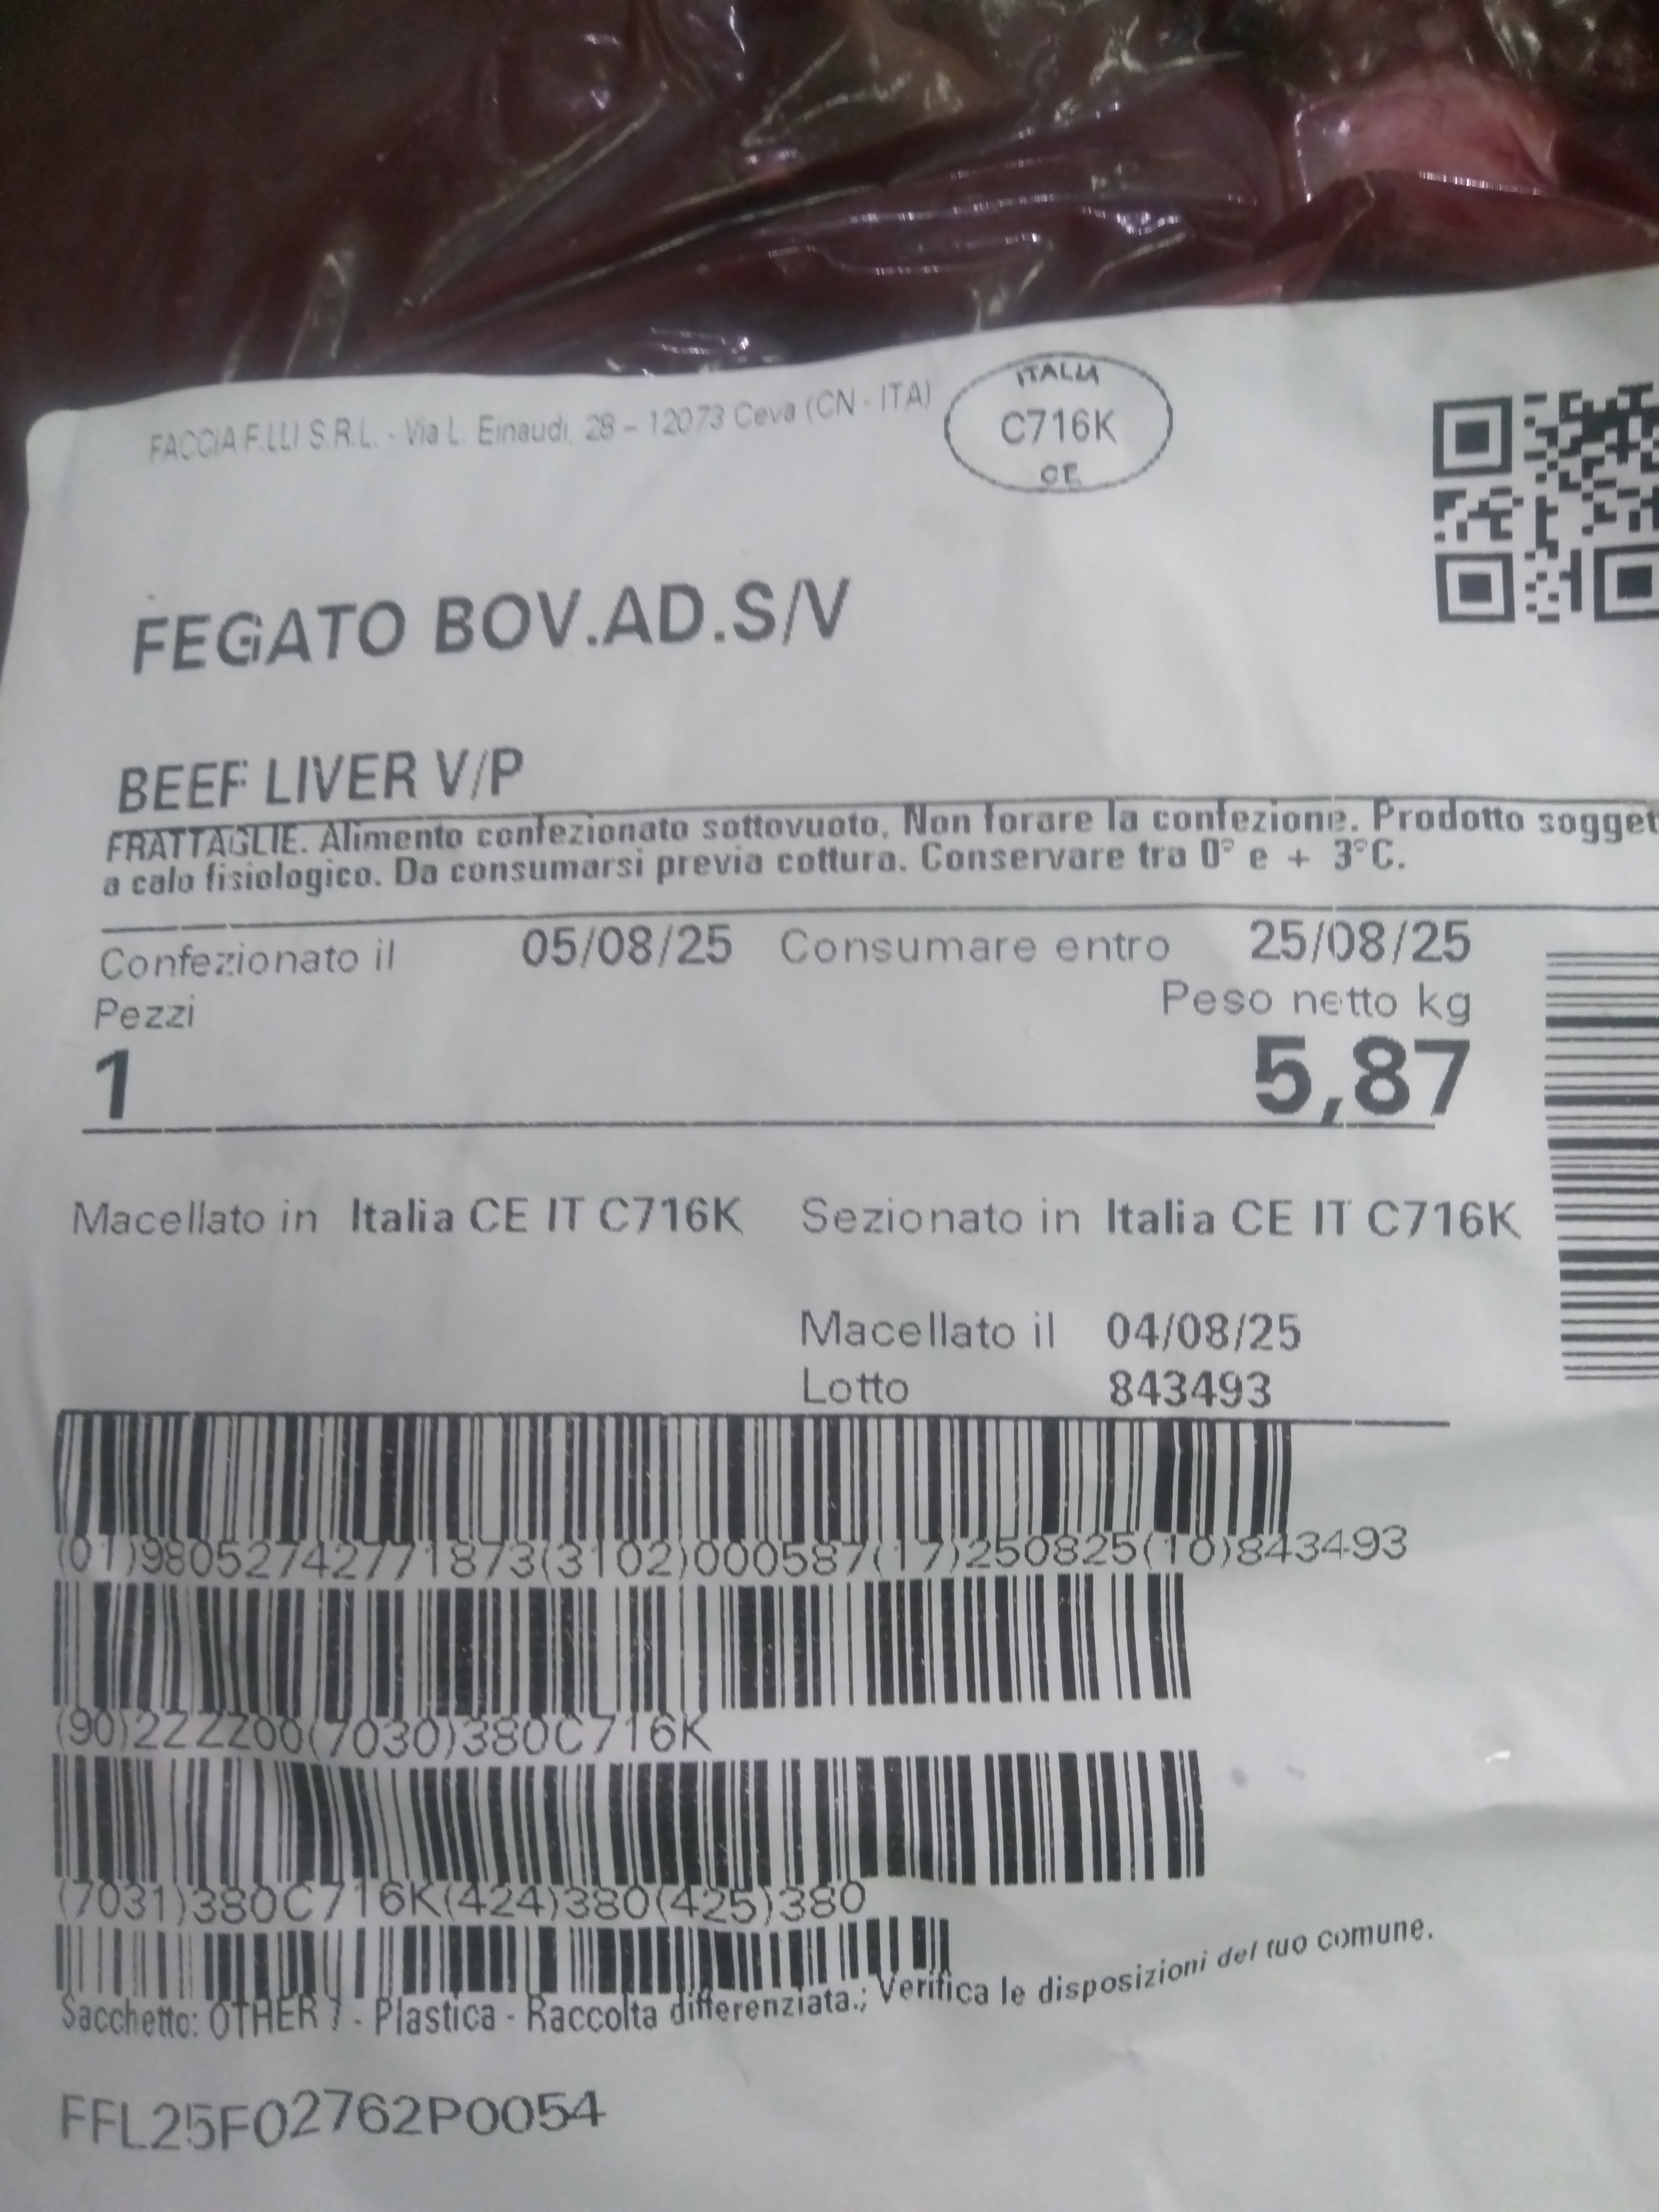 FACCIA F.LLI S.R.L. - Via L. Einaudi, 28 – 12073 Ceva (CN - ITA)
ITALIA
C716K
CE
FEGATO BOV.AD.S/V
BEEF LIVER V/P
FRATTAGLIE. Alimento confezionato sottovuoto. Non forare la confezione. Prodotto sogget
a calo fisiologico. Da consumarsi previa cottura. Conservare tra 0° e + 3°C.
Confezionato il 05/08/25 Consumare entro 25/08/25
Pezzi Peso netto kg
1 5,87
Macellato in Italia CE IT C716K Sezionato in Italia CE IT C716K
Macellato il 04/08/25
Lotto 843493
(01)98052742771873(3102)000587(17)250825(10)843493
(90)222200(7030)380C716K
(7031)380C716K(424)380(425)380
Sacchetto: OTHER 7 - Plastica - Raccolta differenziata.; Verifica le disposizioni del tuo comune.
FFL25F02762P0054